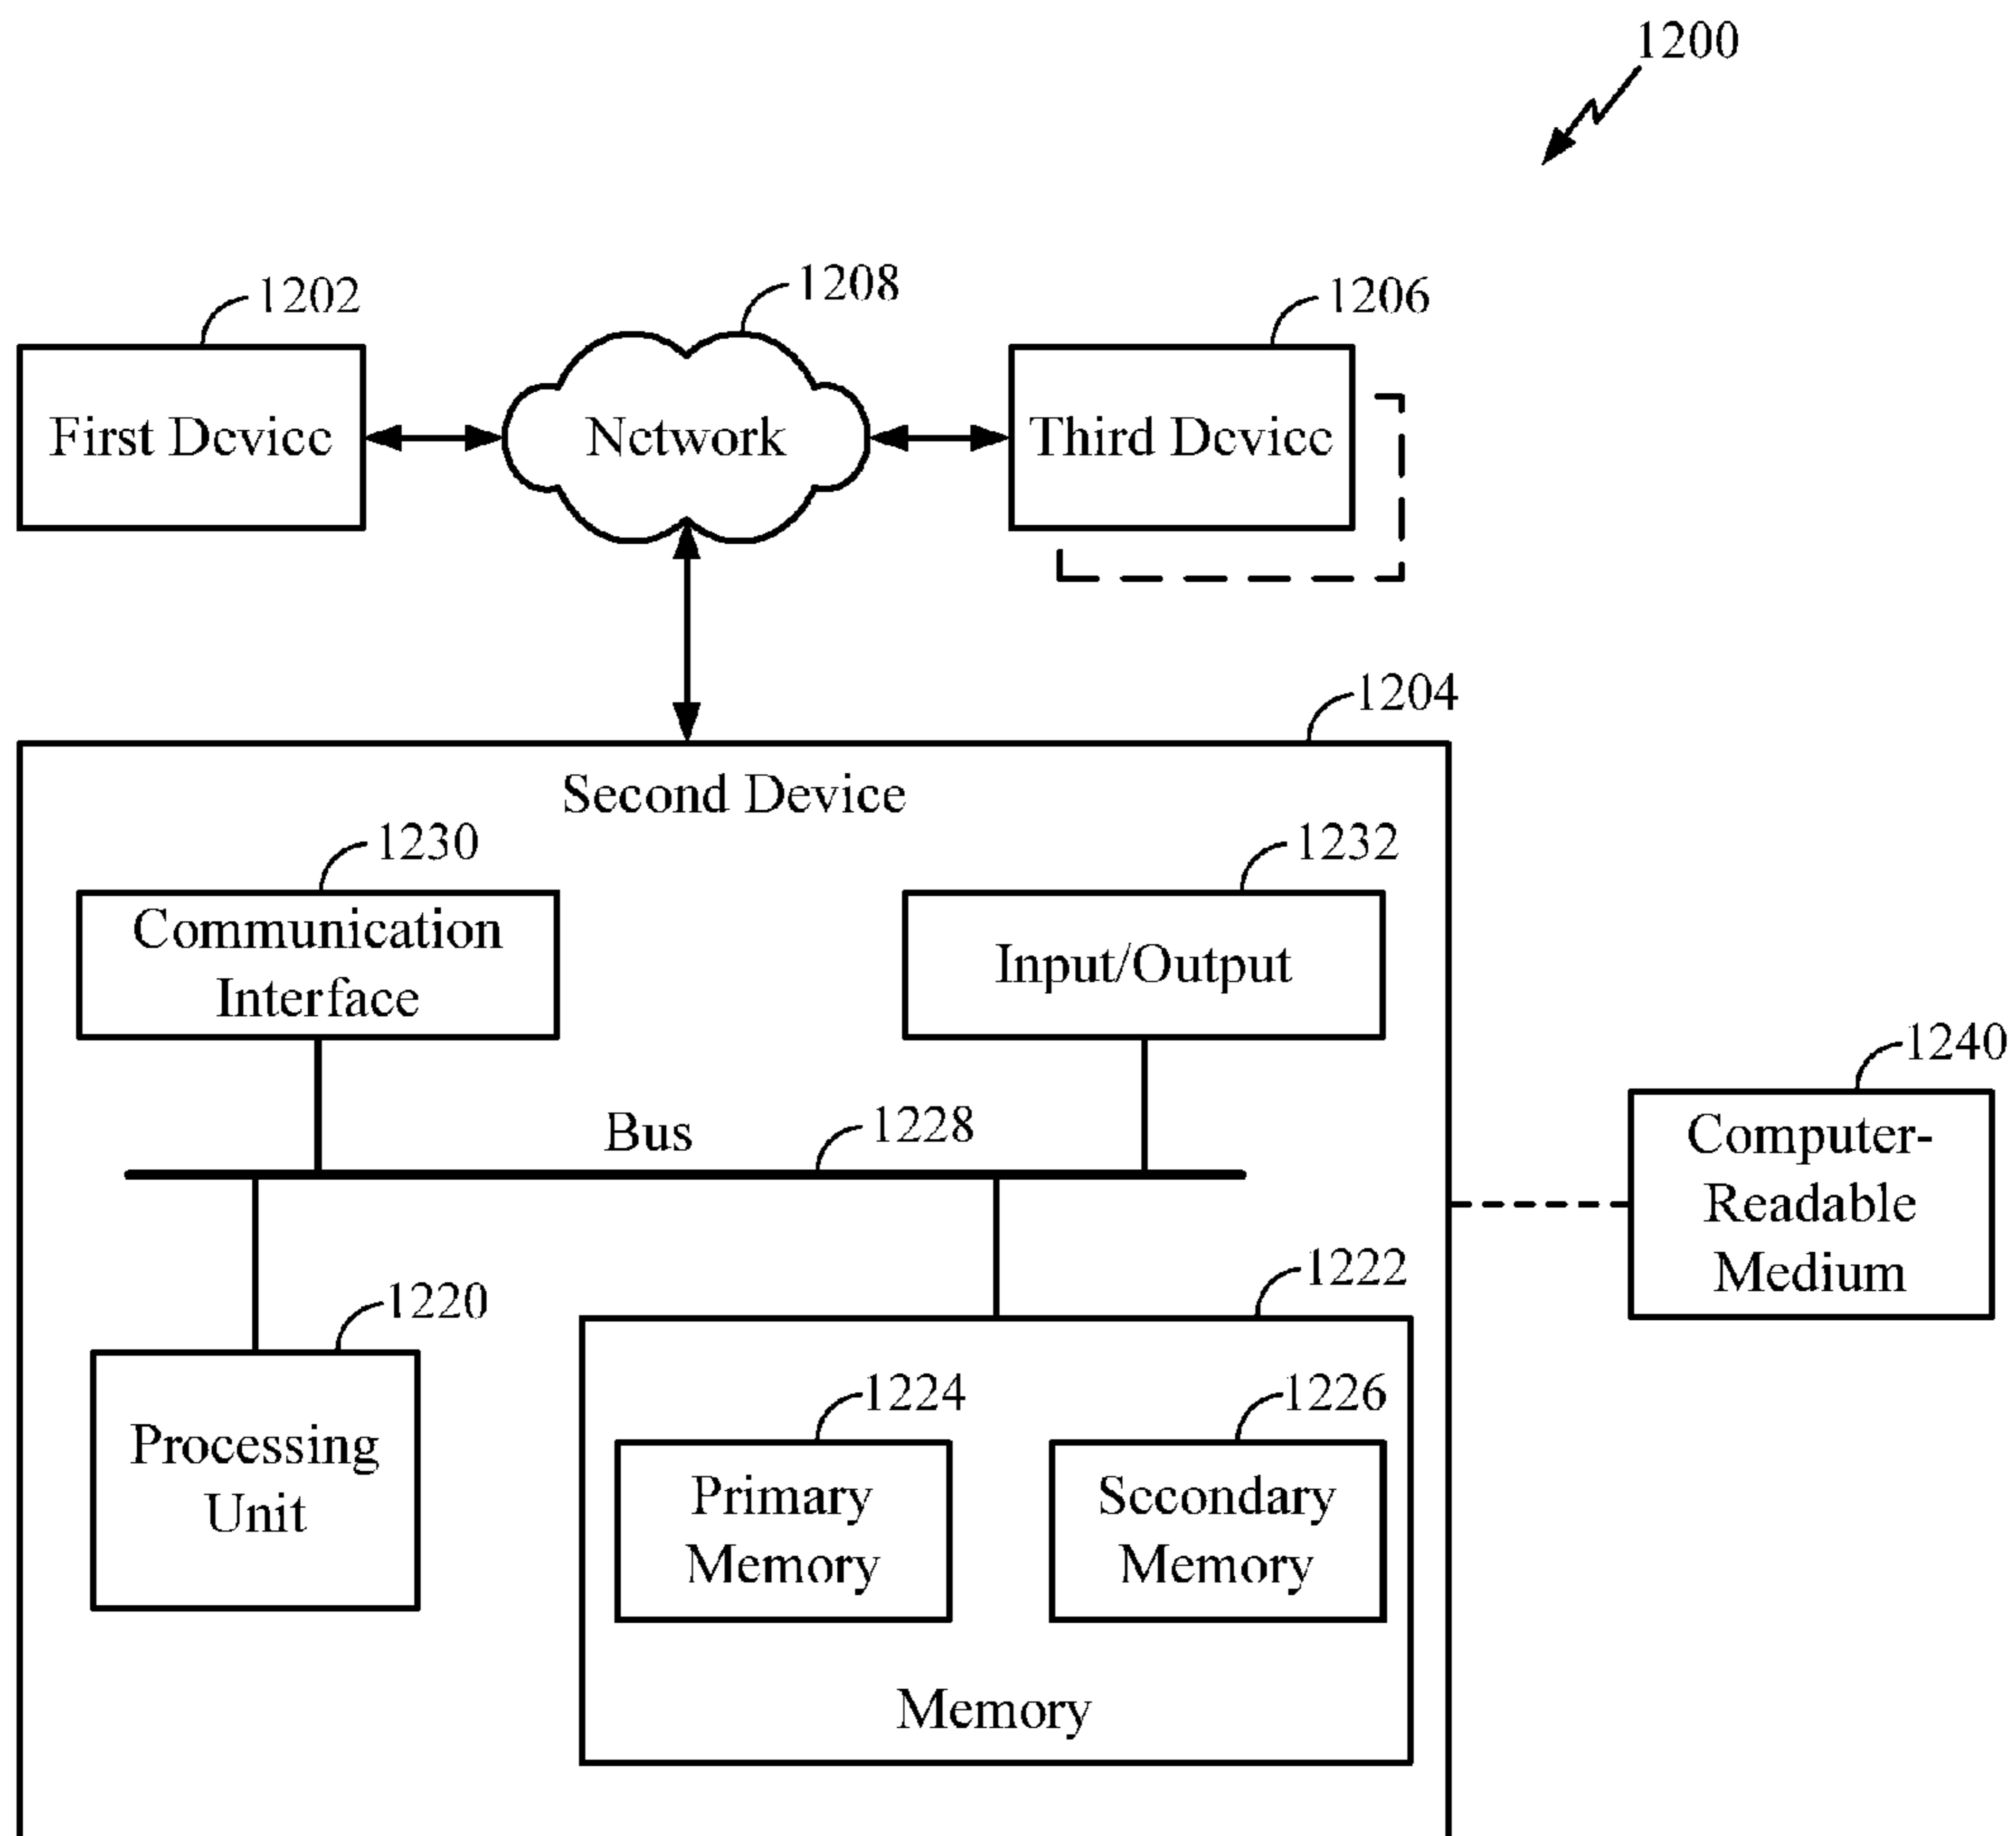 1200
1202
1208
1206
First Device
Network
Third Device
1204
Second Device
1230
1232
Communication
Interface
Input/Output
1240
Bus
1228
Computer-
Readable
Medium
1222
1220
1224
1226
Processing
Unit
Primary
Memory
Secondary
Memory
Memory